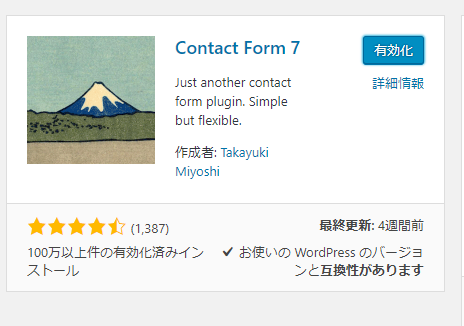 Contact Form 7
有効化
詳細情報
Just another contact
form plugin. Simple
but flexible.
作成者: Takayuki
Miyoshi
(1,387)
100万以上件の有効化済みイン
ストール
最終更新: 4週間前
お使いの WordPress のバージョ
ンと互換性があります